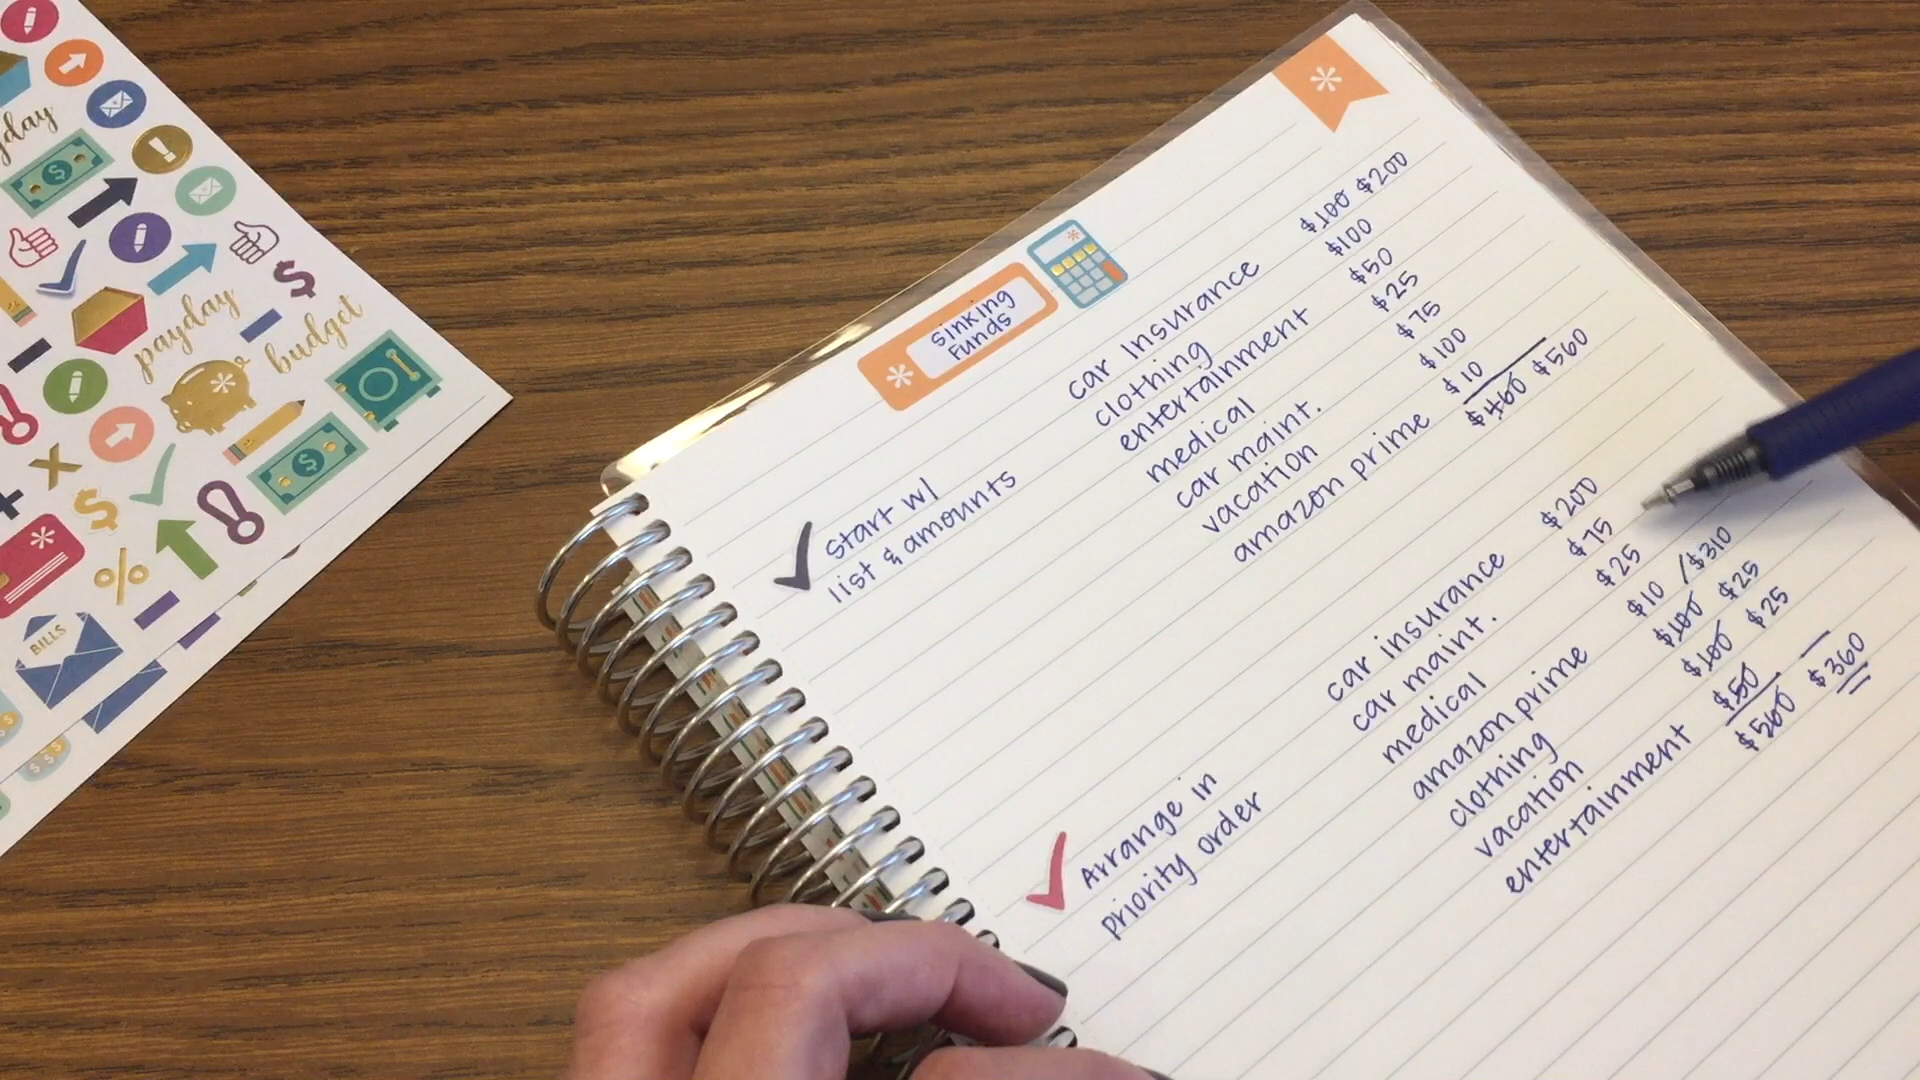 yday
payday
budget
BILLS
%
Sinking
Funds
Start w/
list & amounts
car insurance $100 $200
clothing $100
entertainment $50
medical $25
car maint. $75
vacation $100
amazon prime $10
$460 $560
Arrange in
priority order
car insurance $200
car maint. $75
medical $25
amazon prime $10 /$310
clothing $100 $25
vacation $100 $25
entertainment $50
$560 $360